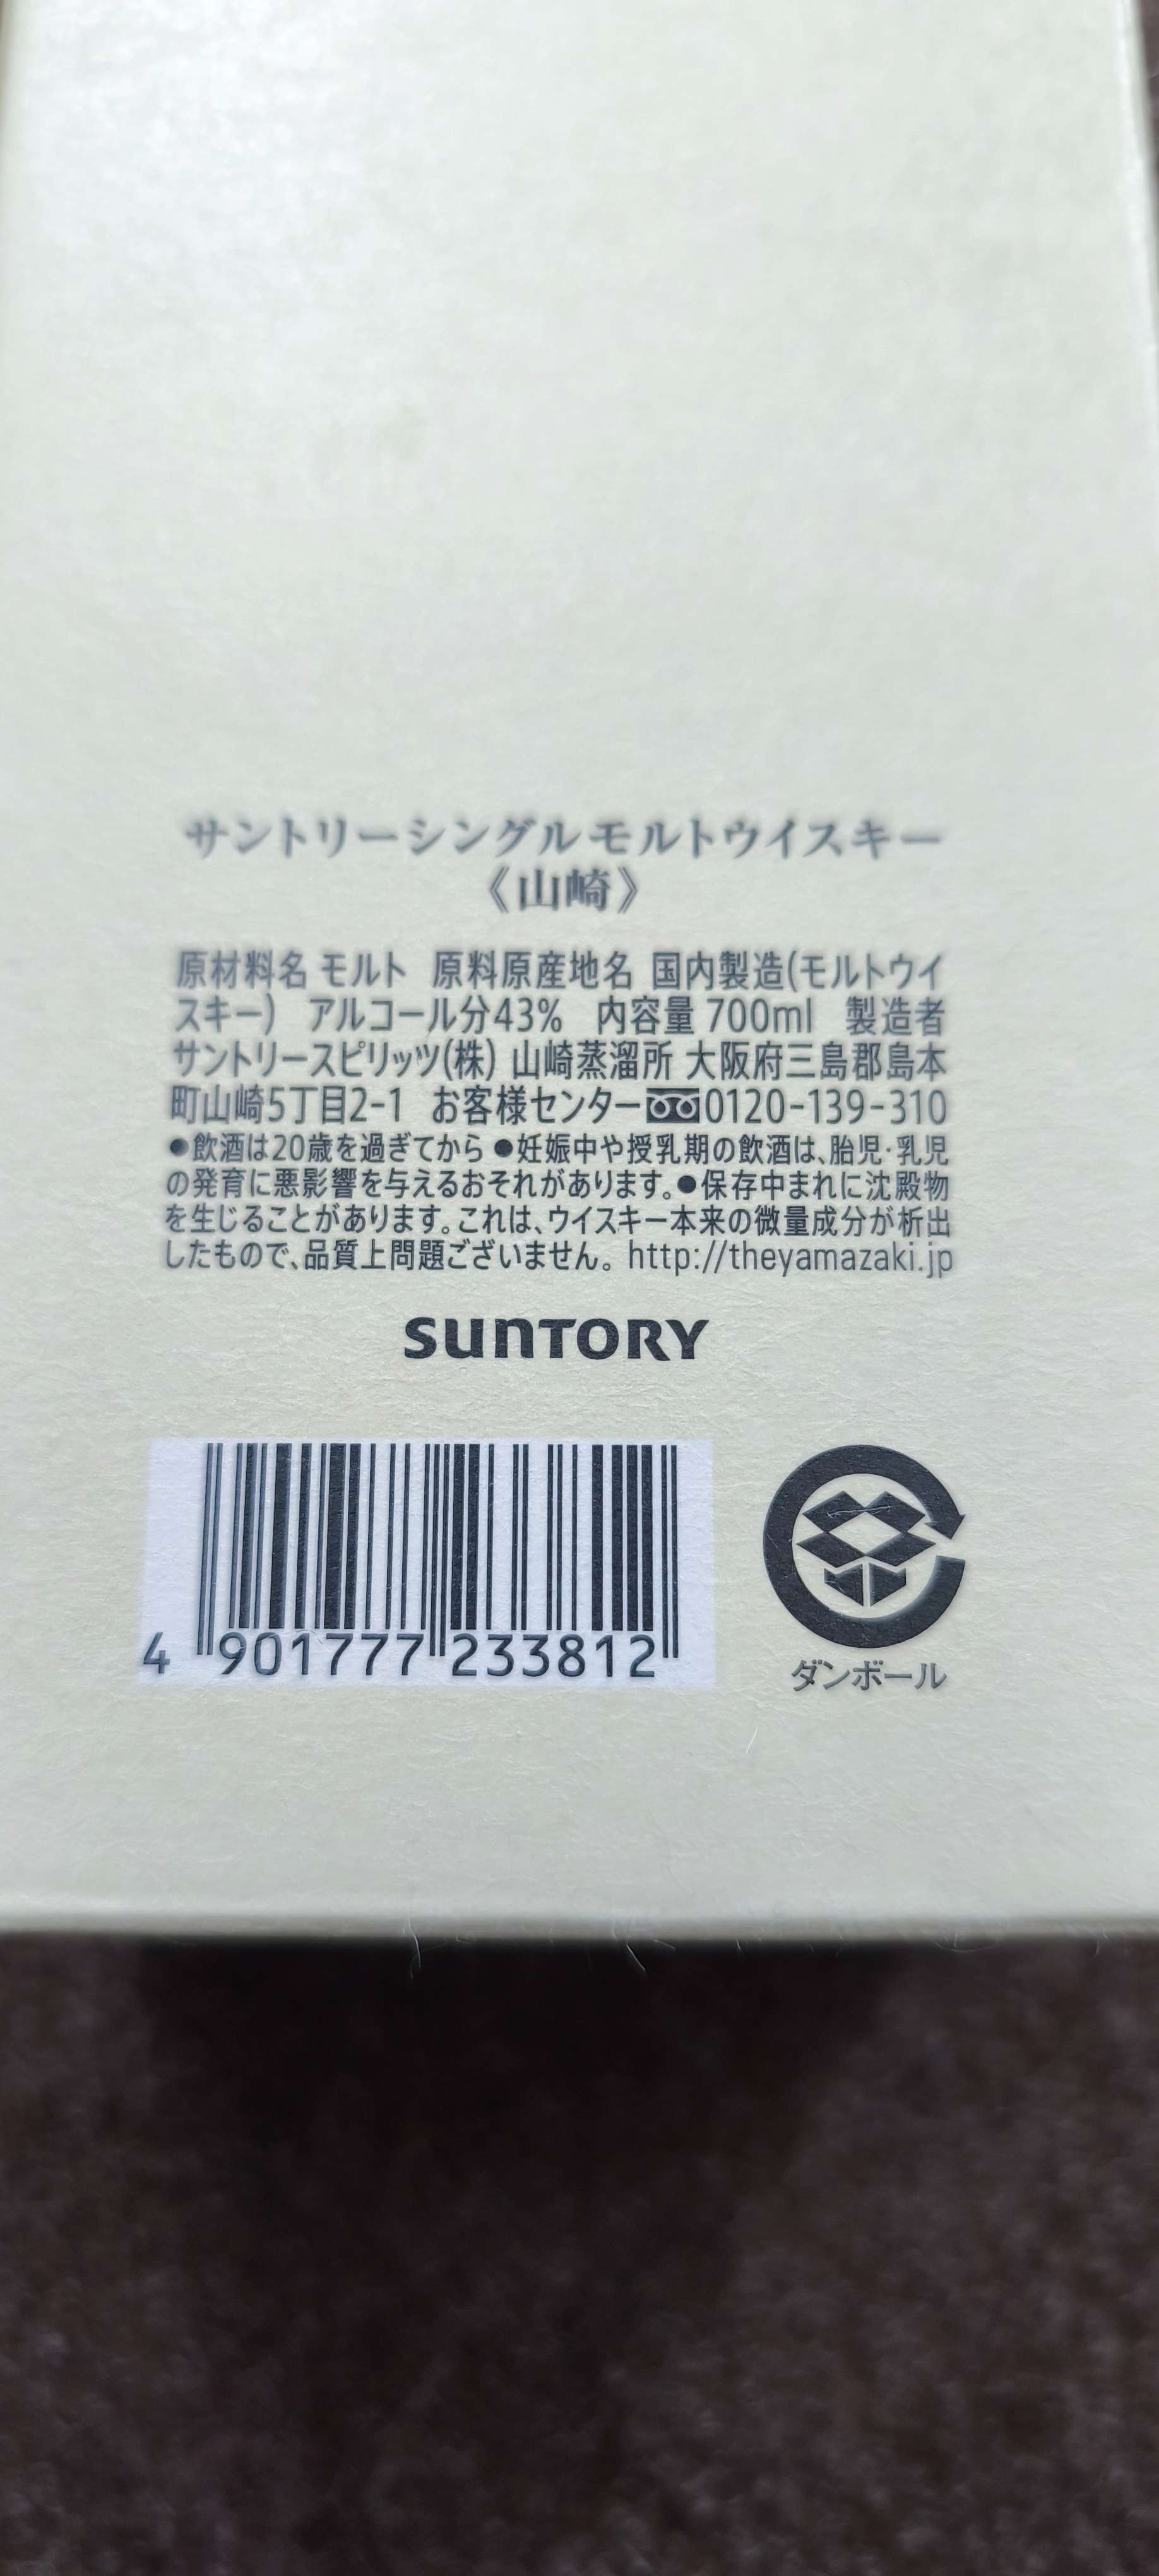 サントリーシングルモルトウイスキー
《山崎》
原材料名 モルト 原料原産地名 国内製造(モルトウイ
スキー) アルコール分43% 内容量 700ml 製造者
サントリースピリッツ(株) 山崎蒸溜所 大阪府三島郡島本
町山崎5丁目2-1 お客様センター0120-139-310
●飲酒は20歳を過ぎてから ●妊娠中や授乳期の飲酒は、胎児・乳児
の発育に悪影響を与えるおそれがあります。●保存中まれに沈殿物
を生じることがあります。これは、ウイスキー本来の微量成分が析出
したもので、品質上問題ございません。 http://theyamazaki.jp
SUNTORY
4 901777 233812
ダンボール